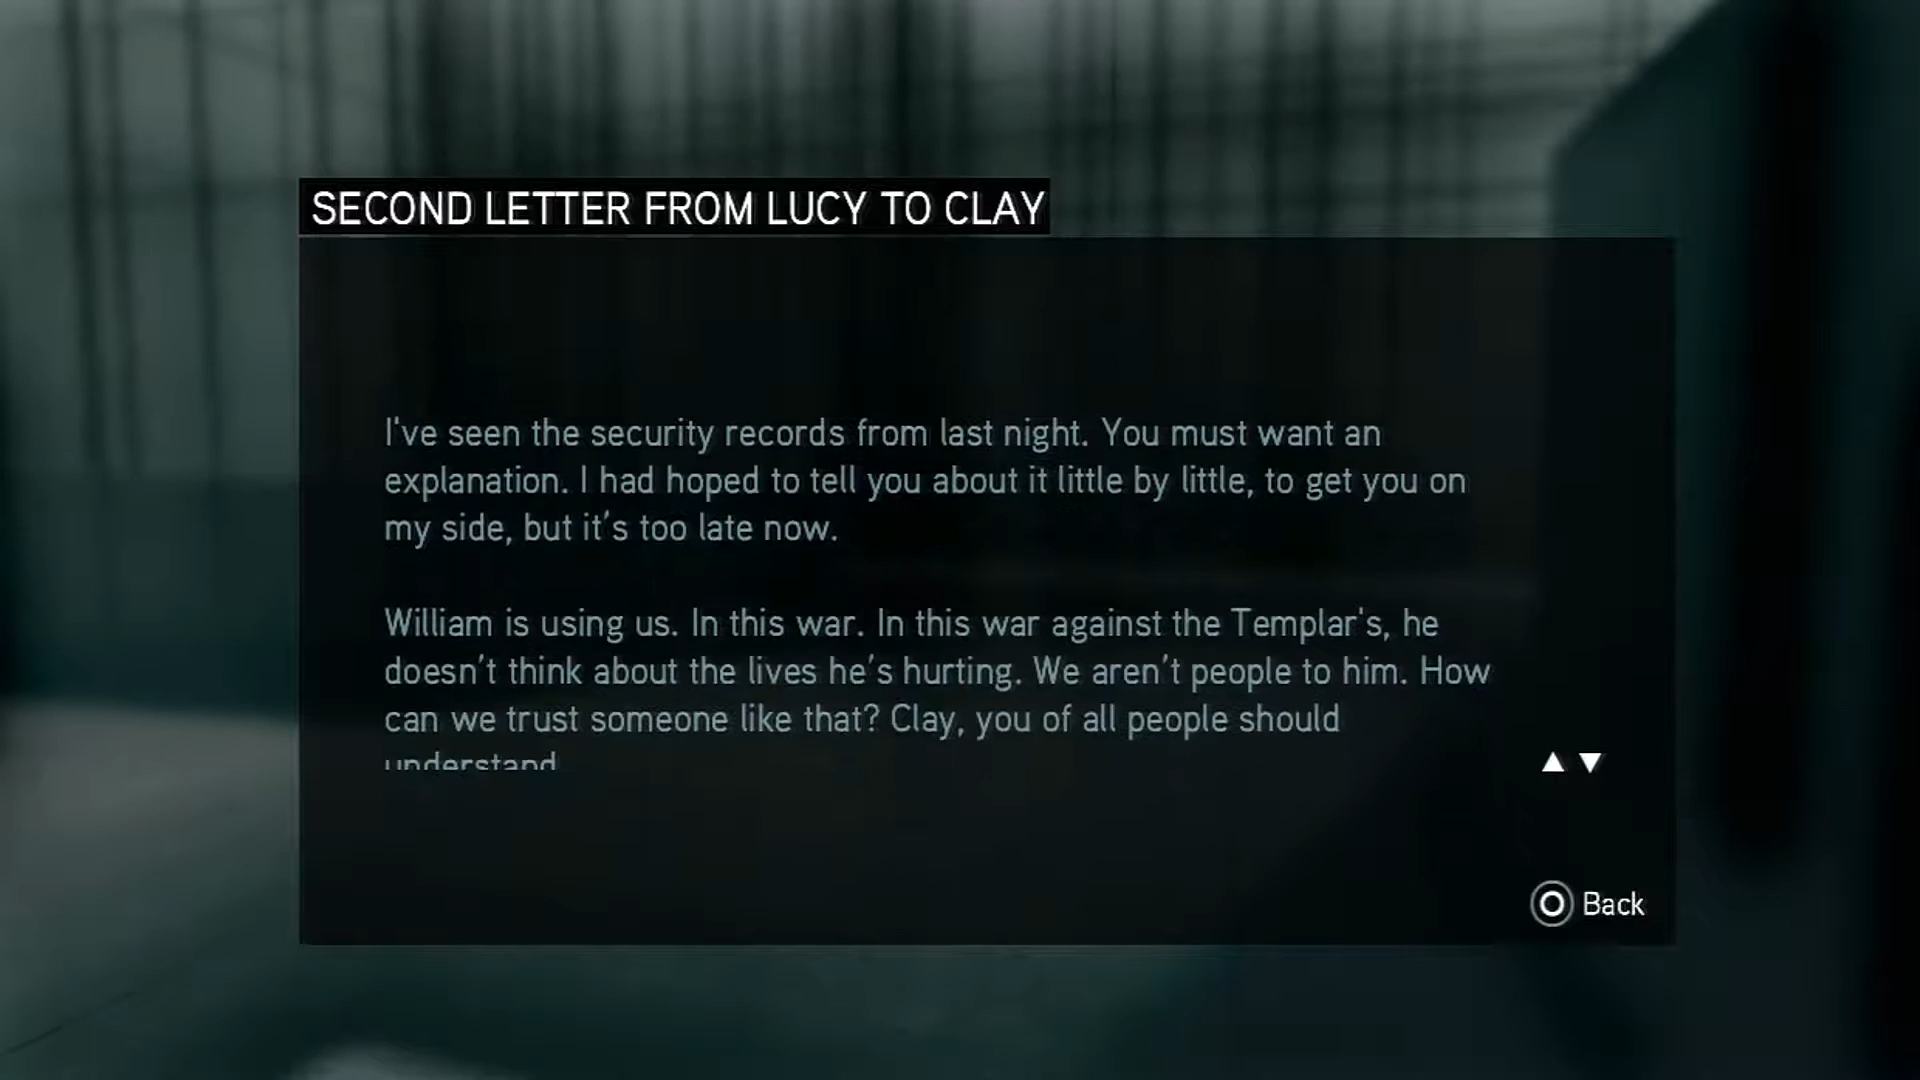 SECOND LETTER FROM LUCY TO CLAY
I've seen the security records from last night. You must want an
explanation. I had hoped to tell you about it little by little, to get you on
my side, but it's too late now.
William is using us. In this war. In this war against the Templar's, he
doesn't think about the lives he's hurting. We aren't people to him. How
can we trust someone like that? Clay, you of all people should
understand
Back